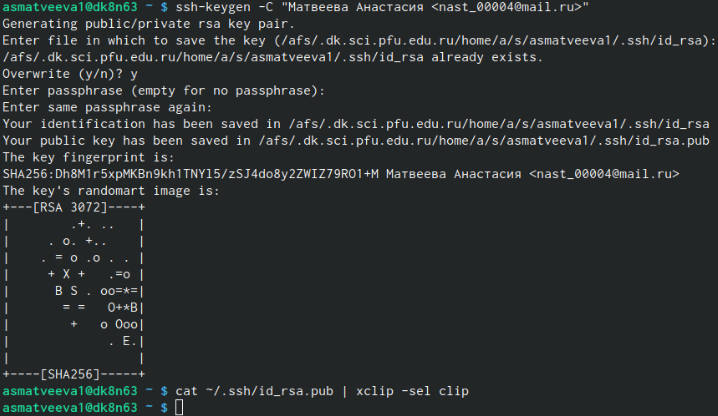 asmatveeva1@dk8n63 ~ $ ssh-keygen -C "Матвеева Анастасия <nast_00004@mail.ru>"
Generating public/private rsa key pair.
Enter file in which to save the key (/afs/.dk.sci.pfu.edu.ru/home/a/s/asmatveeva1/.ssh/id_rsa):
/afs/.dk.sci.pfu.edu.ru/home/a/s/asmatveeva1/.ssh/id_rsa already exists.
Overwrite (y/n)? y
Enter passphrase (empty for no passphrase):
Enter same passphrase again:
Your identification has been saved in /afs/.dk.sci.pfu.edu.ru/home/a/s/asmatveeva1/.ssh/id_rsa
Your public key has been saved in /afs/.dk.sci.pfu.edu.ru/home/a/s/asmatveeva1/.ssh/id_rsa.pub
The key fingerprint is:
SHA256:Dh8M1r5xpMKBn9kh1TNYl5/zSJ4do8y2ZWIZ79RO1+M Матвеева Анастасия <nast_00004@mail.ru>
The key's randomart image is:
+---[RSA 3072]----+
|        .+. ..   |
|     . o. +..    |
|    . = o .o . . |
|     + X +   .=o |
|      B S . oo=*=|
|       = =   O+*B|
|        +   o Ooo|
|             . E.|
|                 |
+----[SHA256]-----+
asmatveeva1@dk8n63 ~ $ cat ~/.ssh/id_rsa.pub | xclip -sel clip
asmatveeva1@dk8n63 ~ $